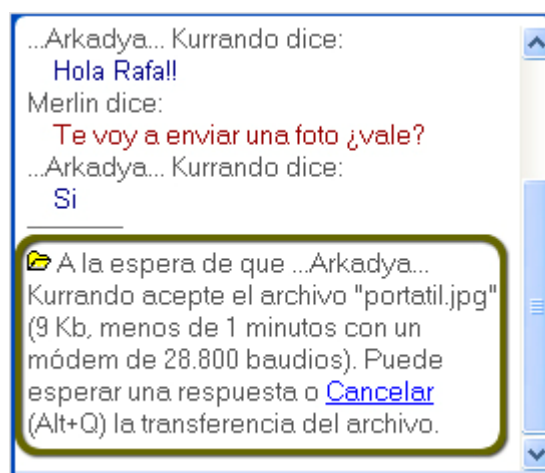 ...Arkadya... Kurrando dice:
Hola Rafa!!
Merlin dice:
Te voy a enviar una foto ¿vale?
...Arkadya... Kurrando dice:
Si
A la espera de que ...Arkadya...
Kurrando acepte el archivo "portatil.jpg"
(9 Kb, menos de 1 minutos con un
módem de 28.800 baudios). Puede
esperar una respuesta o Cancelar
(Alt+Q) la transferencia del archivo.